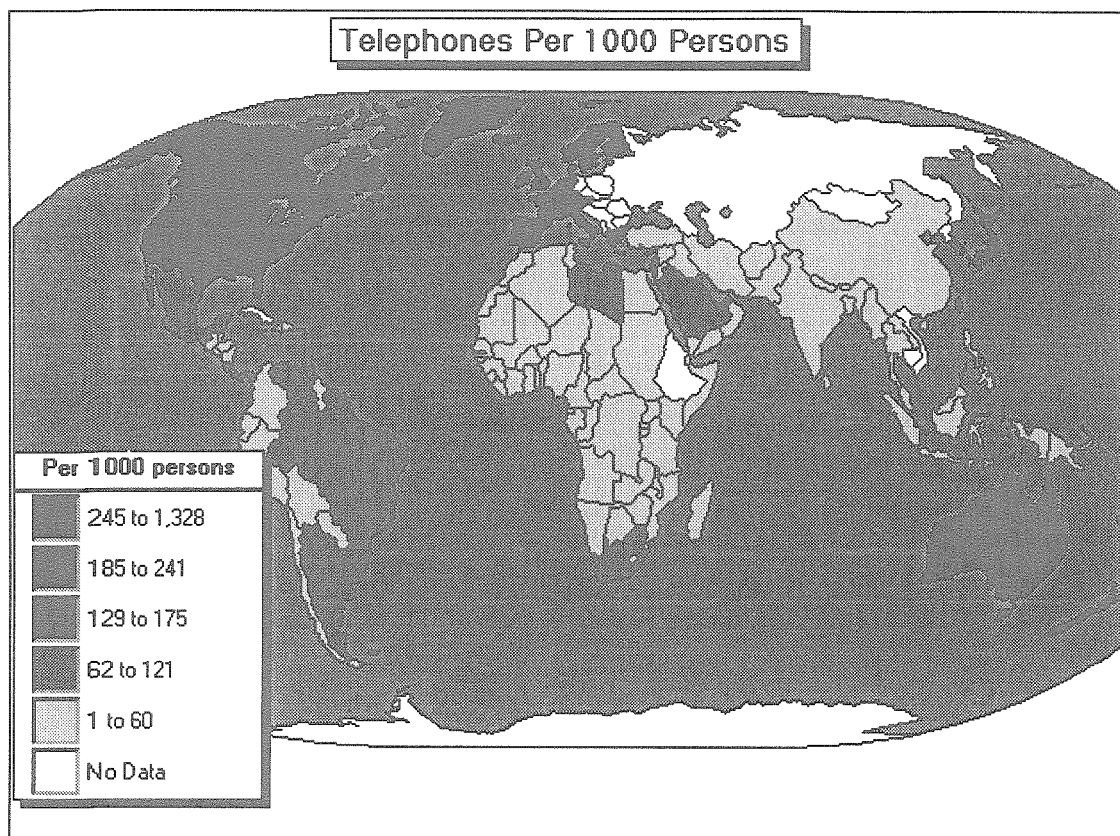 Telephones Per 1000 Persons
Per 1000 persons
245 to 1,328
185 to 241
129 to 175
62 to 121
1 to 60
No Data